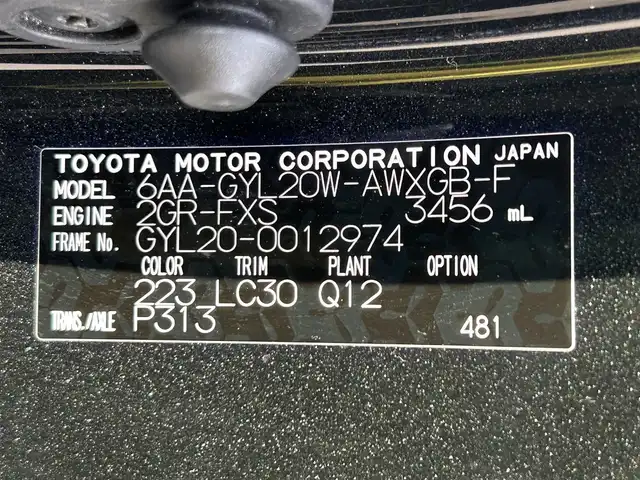 TOYOTA MOTOR CORPORATION JAPAN
MODEL 6AA-GYL20W-AWXGB-F
ENGINE 2GR-FXS 3456 mL
FRAME No. GYL20-0012974
COLOR TRIM PLANT OPTION
223 LC30 Q12
TRANS./AXLE P313 481